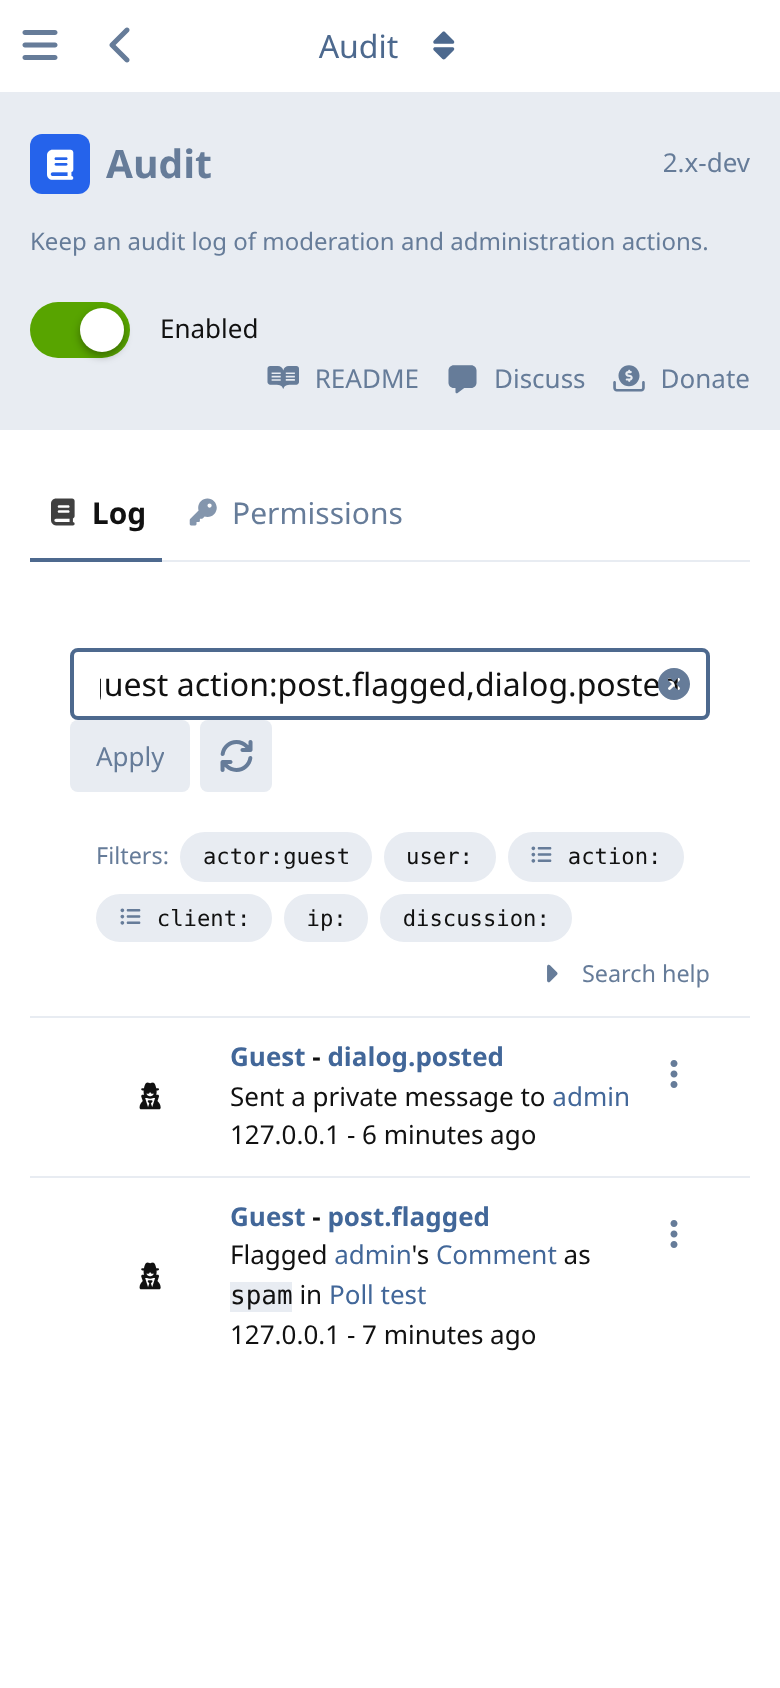 Audit
Audit
2.x-dev
Keep an audit log of moderation and administration actions.
Enabled
README Discuss Donate
Log Permissions
uest action:post.flagged,dialog.poste
Apply
Filters: actor:guest user: action:
client: ip: discussion:
Search help
Guest - dialog.posted
Sent a private message to admin
127.0.0.1 - 6 minutes ago
Guest - post.flagged
Flagged admin's Comment as
spam in Poll test
127.0.0.1 - 7 minutes ago